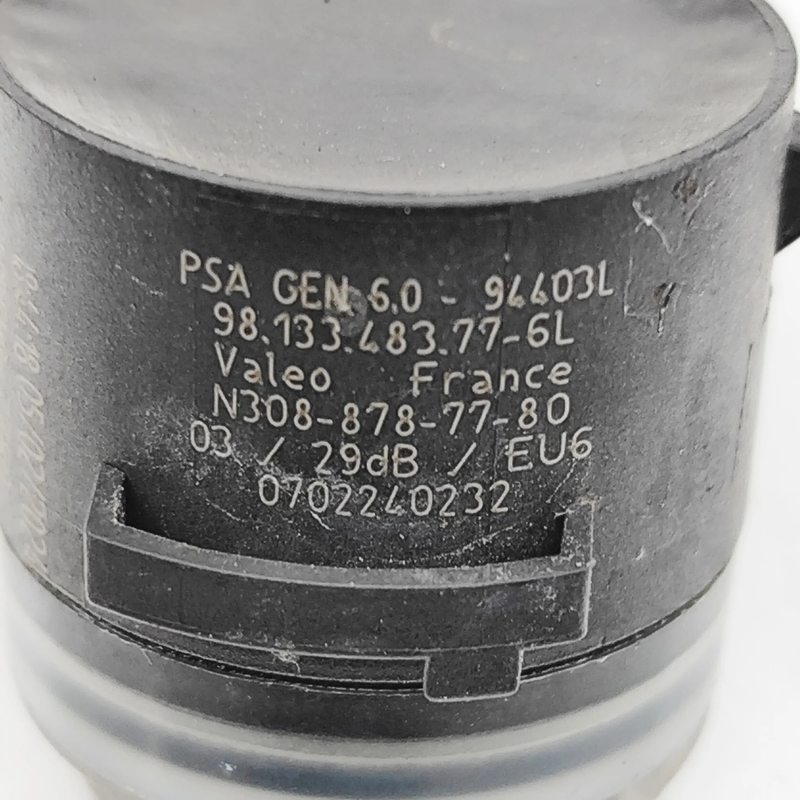 PSA GEN 6.0 - 94403L
98.133.483.77-6L
Valeo France
N308-878-77-80
03 / 29dB / EU6
0702240232